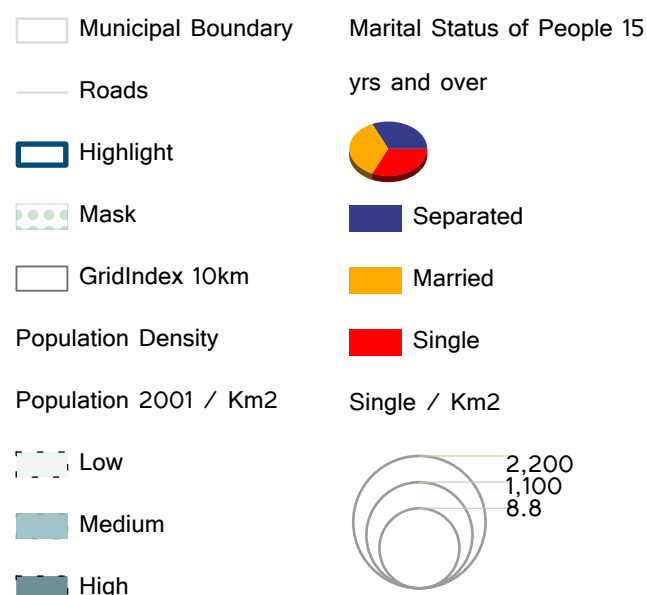 Municipal Boundary
Roads
Highlight
Mask
GridIndex 10km
Population Density
Population 2001 / Km2
Low
Medium
High
Marital Status of People 15
yrs and over
Separated
Married
Single
Single / Km2
2,200
1,100
8.8